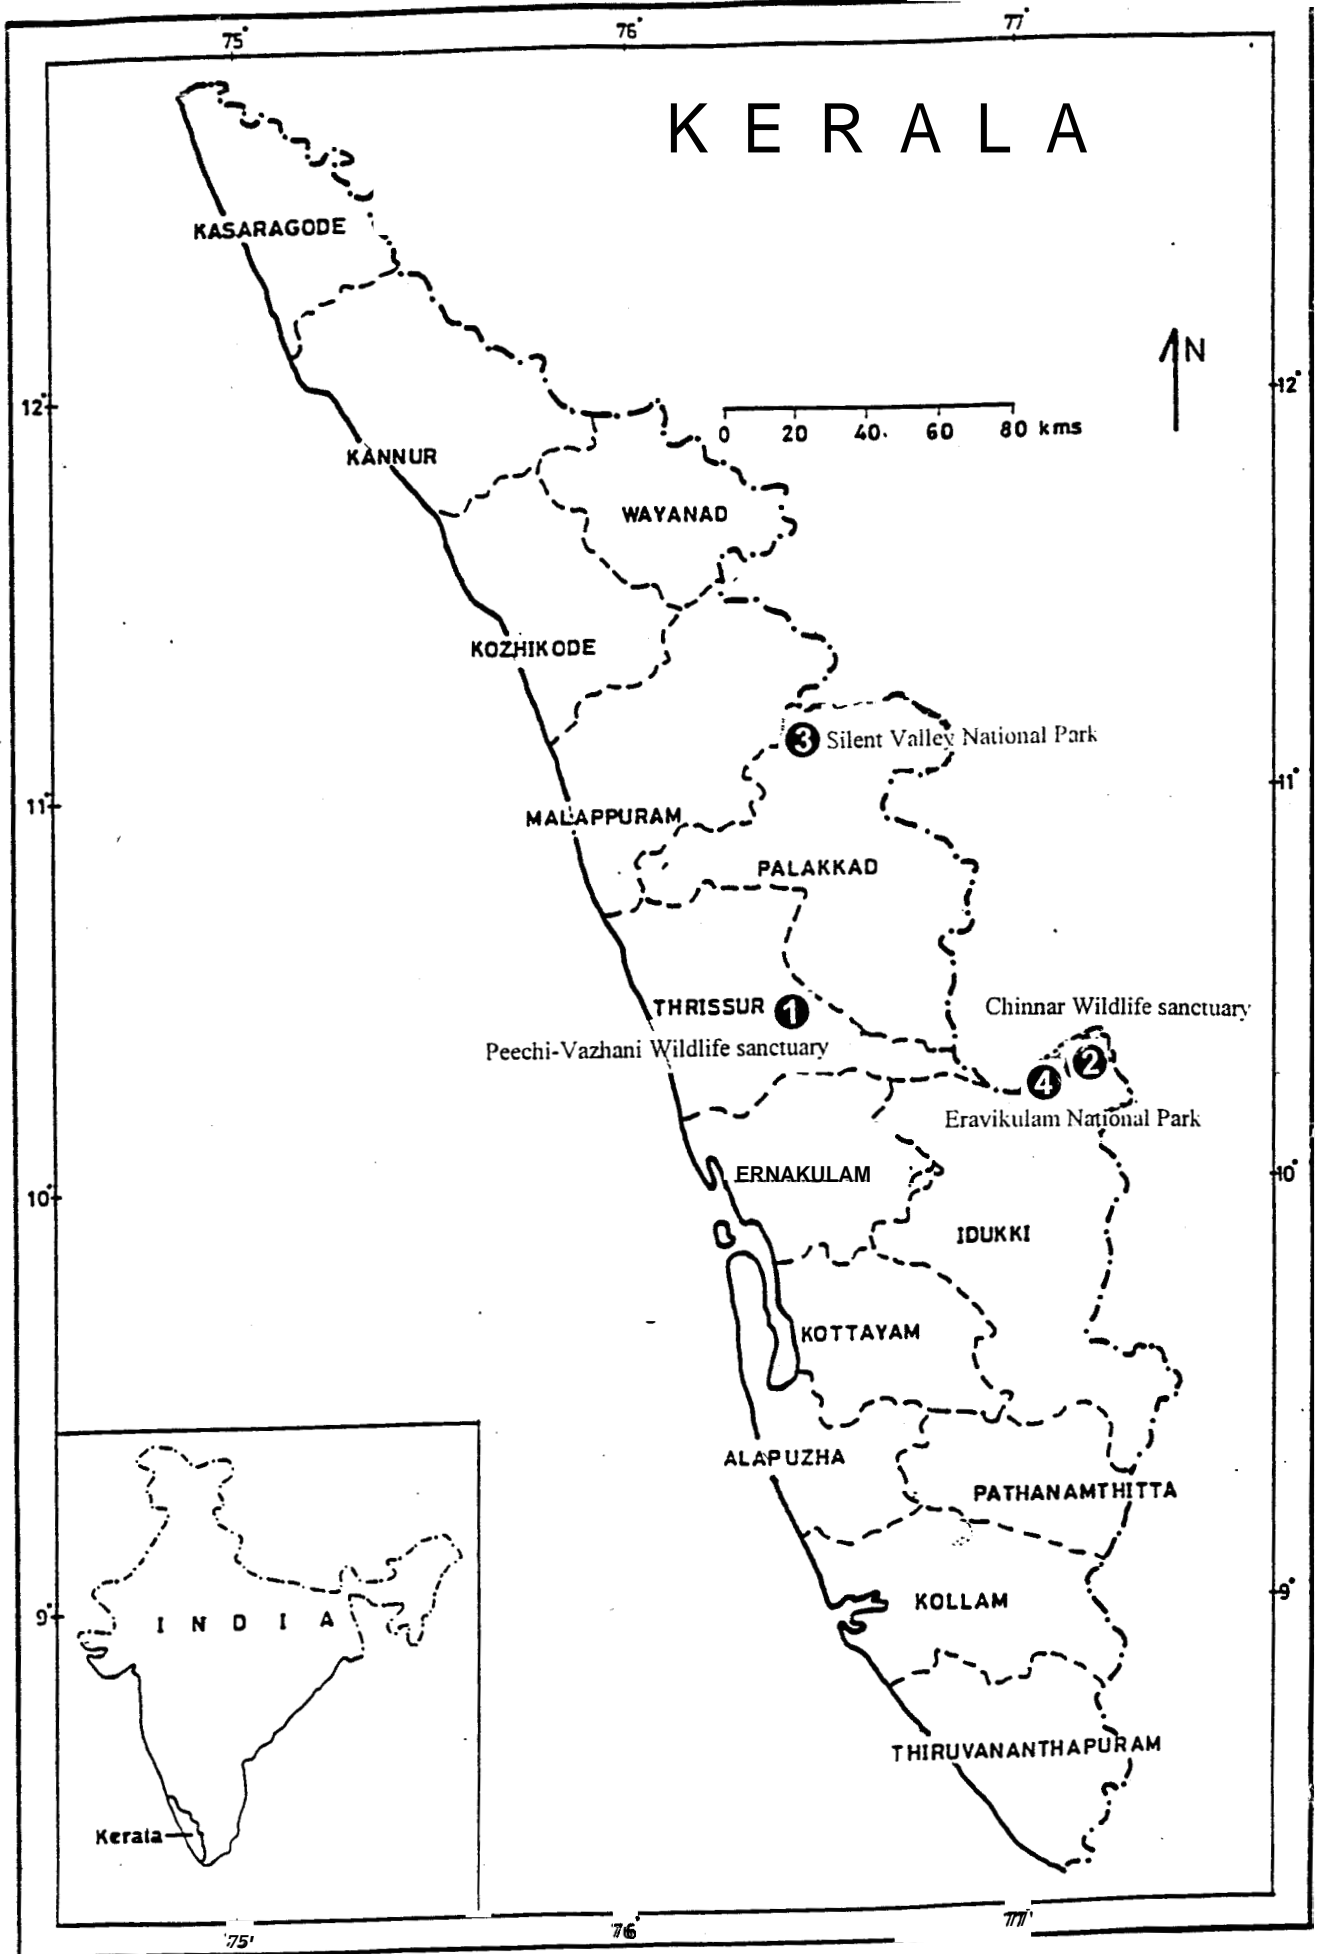 75°
76°
77°
K E R A L A
KASARAGODE
N
12°
12°
0 20 40. 60 80 kms
KANNUR
WAYANAD
KOZHIKODE
3 Silent Valley National Park
11°
11°
MALAPPURAM
PALAKKAD
THRISSUR 1
Chinnar Wildlife sanctuary
Peechi-Vazhani Wildlife sanctuary
2
4
Eravikulam National Park
10°
10°
ERNAKULAM
IDUKKI
KOTTAYAM
ALAPUZHA
PATHANAMTHITTA
9°
9°
KOLLAM
I N D I A
THIRUVANANTHAPURAM
Kerala
75'
76°
77'